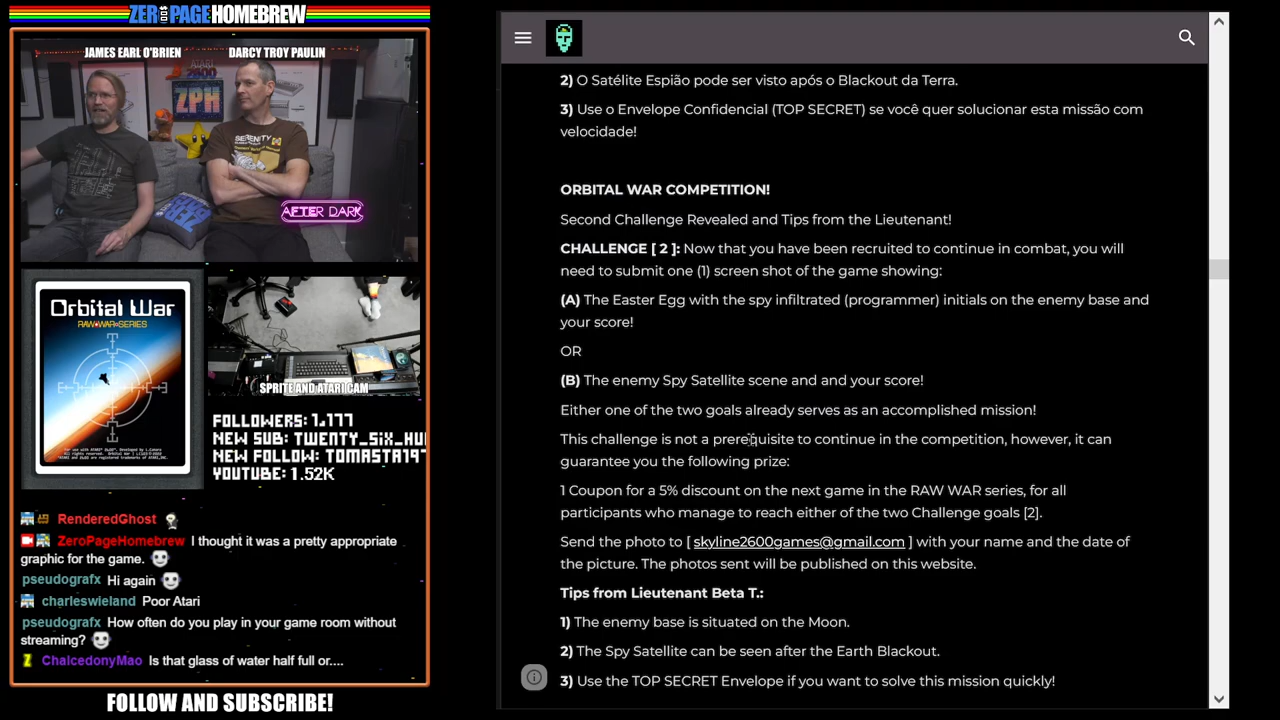 ZERO PAGE HOMEBREW
JAMES EARL O'BRIEN
DARCY TROY PAULIN
ATARI
2600
ZPH
SERENITY
AFTER DARK
Orbital War
RAW WAR SERIES
SPRITE AND ATARI CAM
FOLLOWERS: 1,177
NEW SUB: TWENTY_SIX_HU
NEW FOLLOW: TOMASTA197
YOUTUBE: 1.52K
RenderedGhost
ZeroPageHomebrew I thought it was a pretty appropriate
graphic for the game.
pseudografx Hi again
charleswieland Poor Atari
pseudografx How often do you play in your game room without
streaming?
ChalcedonyMao Is that glass of water half full or....
FOLLOW AND SUBSCRIBE!
2) O Satélite Espião pode ser visto após o Blackout da Terra.
3) Use o Envelope Confidencial (TOP SECRET) se você quer solucionar esta missão com
velocidade!
ORBITAL WAR COMPETITION!
Second Challenge Revealed and Tips from the Lieutenant!
CHALLENGE [ 2 ]: Now that you have been recruited to continue in combat, you will
need to submit one (1) screen shot of the game showing:
(A) The Easter Egg with the spy infiltrated (programmer) initials on the enemy base and
your score!
OR
(B) The enemy Spy Satellite scene and and your score!
Either one of the two goals already serves as an accomplished mission!
This challenge is not a prerequisite to continue in the competition, however, it can
guarantee you the following prize:
1 Coupon for a 5% discount on the next game in the RAW WAR series, for all
participants who manage to reach either of the two Challenge goals [2].
Send the photo to [ skyline2600games@gmail.com ] with your name and the date of
the picture. The photos sent will be published on this website.
Tips from Lieutenant Beta T.:
1) The enemy base is situated on the Moon.
2) The Spy Satellite can be seen after the Earth Blackout.
3) Use the TOP SECRET Envelope if you want to solve this mission quickly!